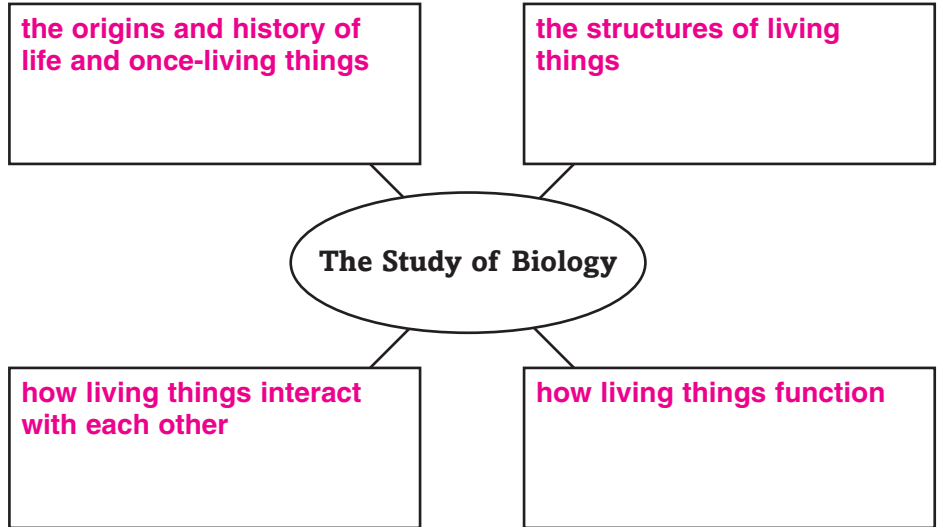 the origins and history of
life and once-living things
the structures of living
things
The Study of Biology
how living things interact
with each other
how living things function